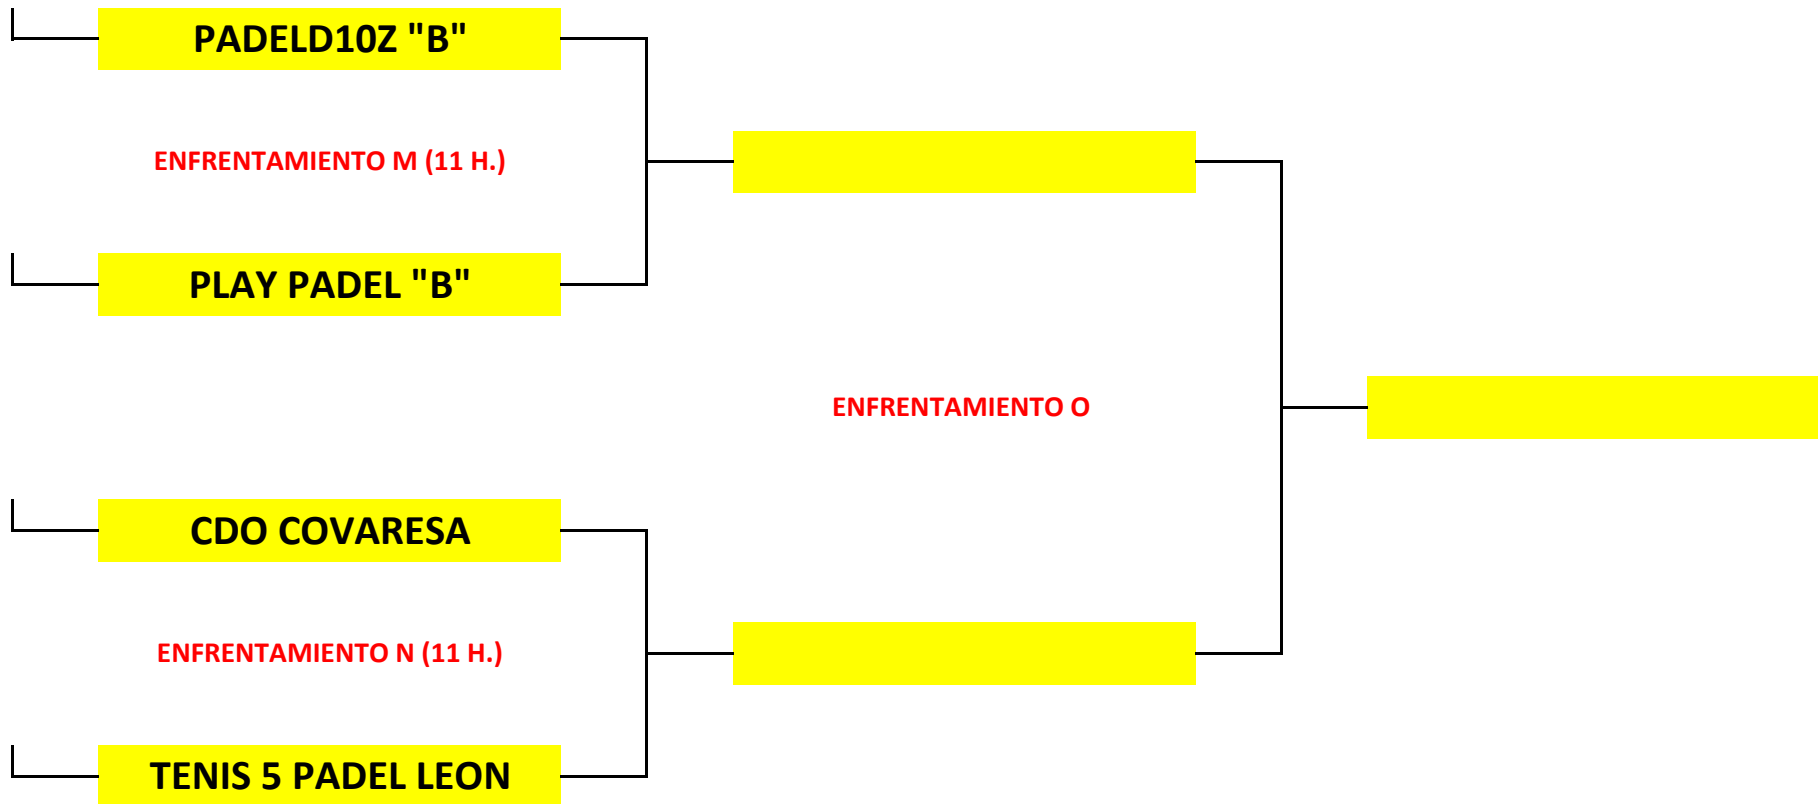 PADELD10Z "B"
ENFRENTAMIENTO M (11 H.)
PLAY PADEL "B"
ENFRENTAMIENTO O
CDO COVARESA
ENFRENTAMIENTO N (11 H.)
TENIS 5 PADEL LEON